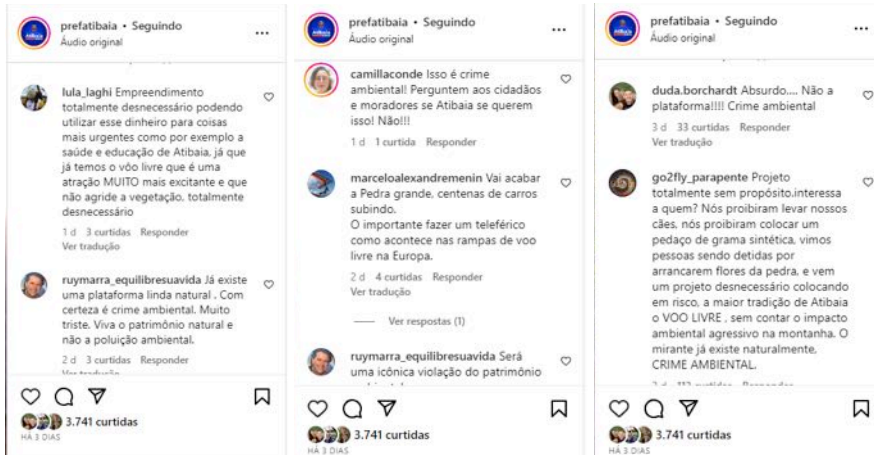 prefatibaia • Seguindo
Áudio original
lula_laghi Empreendimento
totalmente desnecessário podendo
utilizar esse dinheiro para coisas
mais urgentes como por exemplo a
saúde e educação de Atibaia, já que
já temos o vôo livre que é uma
atração MUITO mais excitante e que
não agride a vegetação, totalmente
desnecessário
1 d 3 curtidas Responder
Ver tradução
ruymarra_equilibresuavida Já existe
uma plataforma linda natural . Com
certeza é crime ambiental. Muito
triste. Viva o patrimônio natural e
não a poluição ambiental.
2 d 3 curtidas Responder
Ver tradução
3.741 curtidas
HÁ 3 DIAS
prefatibaia • Seguindo
Áudio original
camillaconde Isso é crime
ambiental! Perguntem aos cidadãos
e moradores se Atibaia se querem
isso! Não!!!
1 d 1 curtida Responder
marceloalexandremenin Vai acabar
a Pedra grande, centenas de carros
subindo.
O importante fazer um teleférico
como acontece nas rampas de voo
livre na Europa.
2 d 4 curtidas Responder
Ver tradução
Ver respostas (1)
ruymarra_equilibresuavida Será
uma icônica violação do patrimônio
3.741 curtidas
HÁ 3 DIAS
prefatibaia • Seguindo
Áudio original
duda.borchardt Absurdo.... Não a
plataforma!!!! Crime ambiental
3 d 33 curtidas Responder
Ver tradução
go2fly_parapente Projeto
totalmente sem propósito.interessa
a quem? Nós proibiram levar nossos
cães, nós proibiram colocar um
pedaço de grama sintética, vimos
pessoas sendo detidas por
arrancarem flores da pedra, e vem
um projeto desnecessário colocando
em risco, a maior tradição de Atibaia
o VOO LIVRE , sem contar o impacto
ambiental agressivo na montanha. O
mirante já existe naturalmente.
CRIME AMBIENTAL.
3.741 curtidas
HÁ 3 DIAS